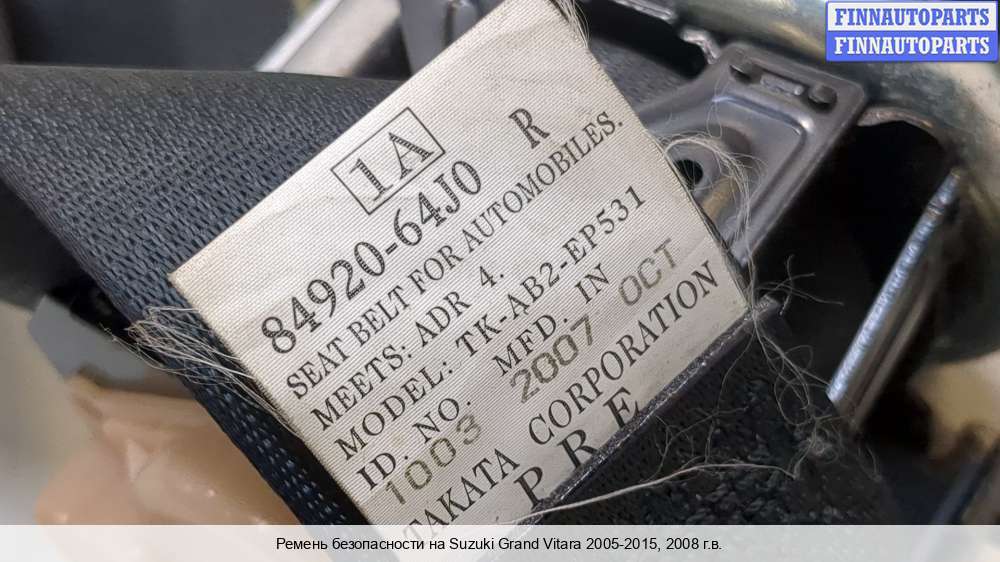 FINNAUTOPARTS
FINNAUTOPARTS
1A
84920-64J0 R
SEAT BELT FOR AUTOMOBILES.
MEETS: ADR 4.
MODEL: TK-AB2-EP531
ID. NO. MFD. IN
1003 2007 OCT
TAKATA CORPORATION
PRE
Ремень безопасности на Suzuki Grand Vitara 2005-2015, 2008 г.в.